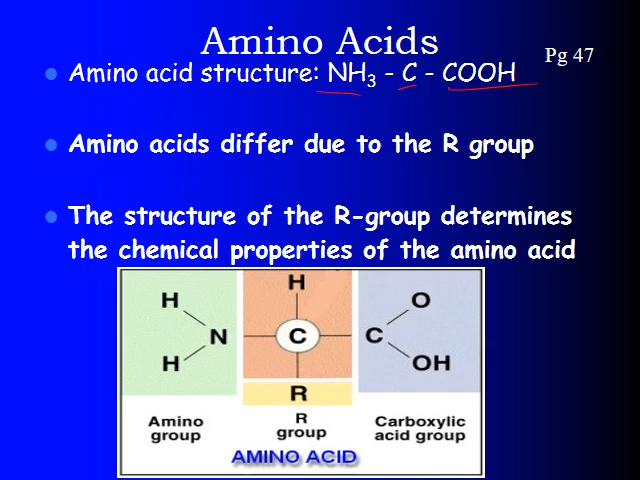 Amino Acids
Pg 47
Amino acid structure: NH3 - C - COOH
Amino acids differ due to the R group
The structure of the R-group determines
the chemical properties of the amino acid
H
H
O
N
C
C
H
OH
R
Amino
group
R
group
Carboxylic
acid group
AMINO ACID